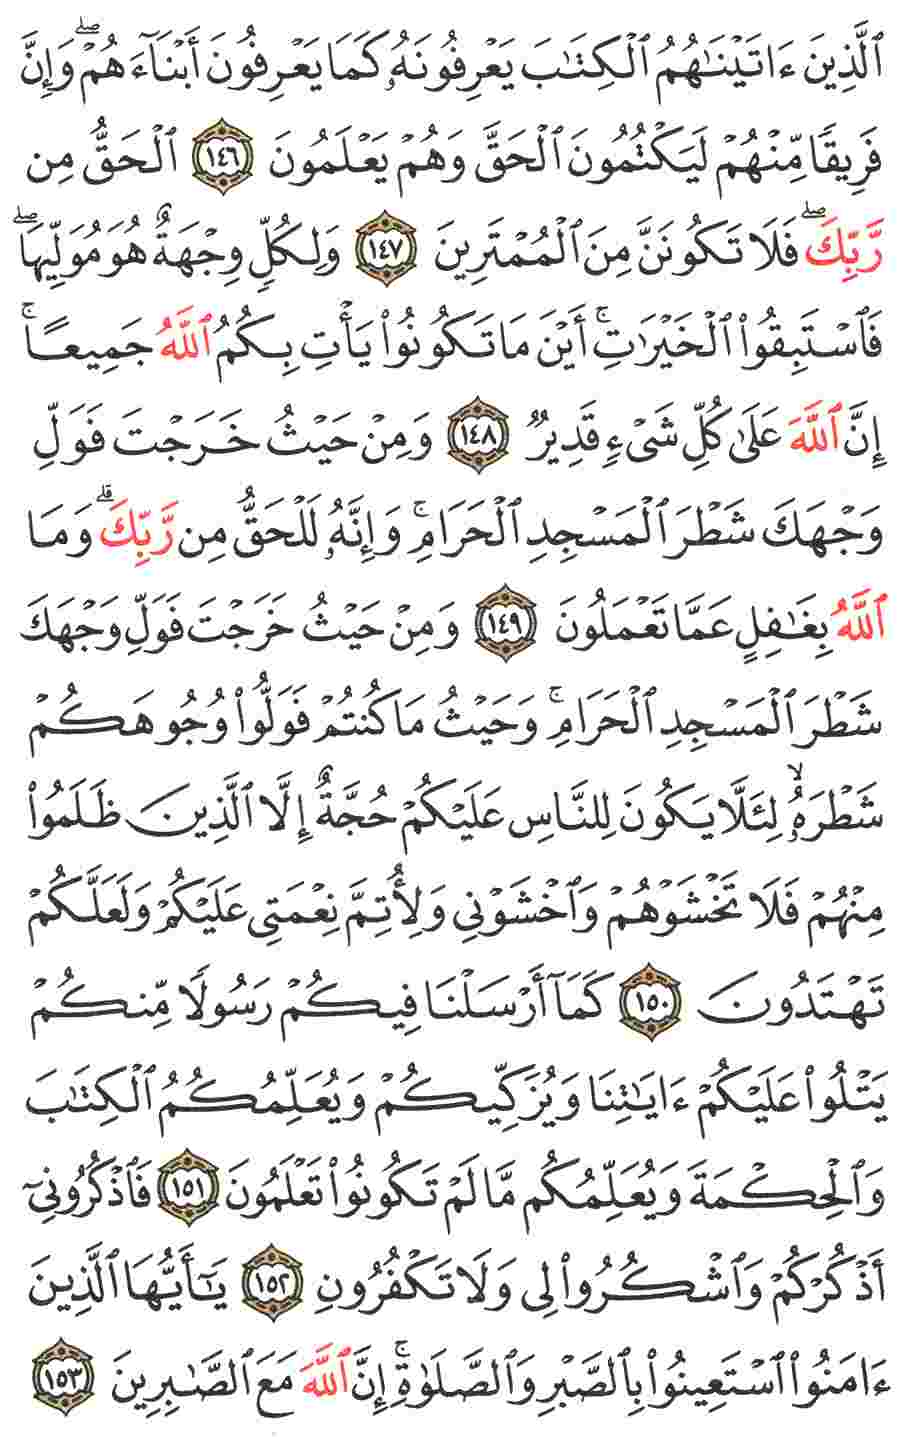 ٱلَّذِينَ ءَاتَيْنَٰهُمُ ٱلْكِتَٰبَ يَعْرِفُونَهُۥ كَمَا يَعْرِفُونَ أَبْنَآءَهُمْ ۖ وَإِنَّ
فَرِيقًا مِّنْهُمْ لَيَكْتُمُونَ ٱلْحَقَّ وَهُمْ يَعْلَمُونَ ١٤٦ ٱلْحَقُّ مِن
رَّبِّكَ ۖ فَلَا تَكُونَنَّ مِنَ ٱلْمُمْتَرِينَ ١٤٧ وَلِكُلٍّ وِجْهَةٌ هُوَ مُوَلِّيهَا ۖ
فَٱسْتَبِقُوا۟ ٱلْخَيْرَٰتِ ۚ أَيْنَ مَا تَكُونُوا۟ يَأْتِ بِكُمُ ٱللَّهُ جَمِيعًا ۚ
إِنَّ ٱللَّهَ عَلَىٰ كُلِّ شَىْءٍ قَدِيرٌ ١٤٨ وَمِنْ حَيْثُ خَرَجْتَ فَوَلِّ
وَجْهَكَ شَطْرَ ٱلْمَسْجِدِ ٱلْحَرَامِ ۚ وَإِنَّهُۥ لَلْحَقُّ مِن رَّبِّكَ ۗ وَمَا
ٱللَّهُ بِغَٰفِلٍ عَمَّا تَعْمَلُونَ ١٤٩ وَمِنْ حَيْثُ خَرَجْتَ فَوَلِّ وَجْهَكَ
شَطْرَ ٱلْمَسْجِدِ ٱلْحَرَامِ ۚ وَحَيْثُ مَا كُنتُمْ فَوَلُّوا۟ وُجُوهَكُمْ
شَطْرَهُۥ ۙ لِئَلَّا يَكُونَ لِلنَّاسِ عَلَيْكُمْ حُجَّةٌ إِلَّا ٱلَّذِينَ ظَلَمُوا۟
مِنْهُمْ فَلَا تَخْشَوْهُمْ وَٱخْشَوْنِى وَلِأُتِمَّ نِعْمَتِى عَلَيْكُمْ وَلَعَلَّكُمْ
تَهْتَدُونَ ١٥٠ كَمَآ أَرْسَلْنَا فِيكُمْ رَسُولًا مِّنكُمْ
يَتْلُوا۟ عَلَيْكُمْ ءَايَٰتِنَا وَيُزَكِّيكُمْ وَيُعَلِّمُكُمُ ٱلْكِتَٰبَ
وَٱلْحِكْمَةَ وَيُعَلِّمُكُم مَّا لَمْ تَكُونُوا۟ تَعْلَمُونَ ١٥١ فَٱذْكُرُونِىٓ
أَذْكُرْكُمْ وَٱشْكُرُوا۟ لِى وَلَا تَكْفُرُونِ ١٥٢ يَٰٓأَيُّهَا ٱلَّذِينَ
ءَامَنُوا۟ ٱسْتَعِينُوا۟ بِٱلصَّبْرِ وَٱلصَّلَوٰةِ ۚ إِنَّ ٱللَّهَ مَعَ ٱلصَّٰبِرِينَ ١٥٣